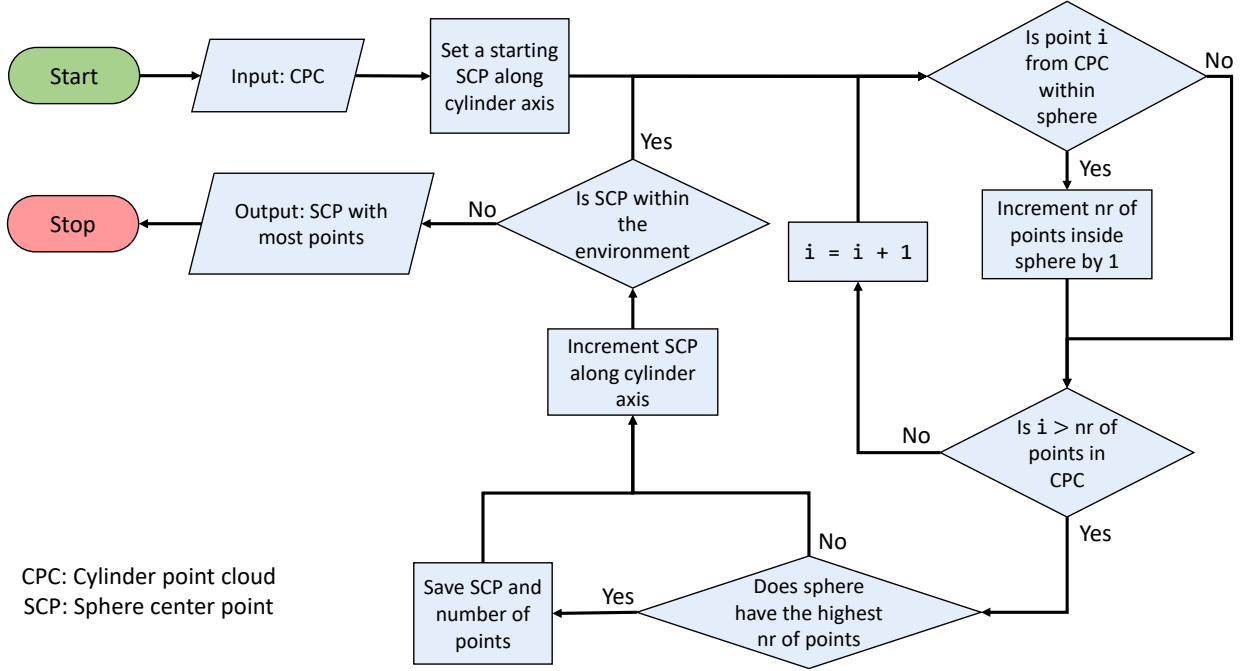 Start
Input: CPC
Set a starting
SCP along
cylinder axis
Is point i
from CPC
within
sphere
No
Yes
Increment nr of
points inside
sphere by 1
i = i + 1
Yes
Is SCP within
the
environment
No
Output: SCP with
most points
Stop
Increment SCP
along cylinder
axis
Is i > nr of
points in
CPC
No
Yes
Does sphere
have the highest
nr of points
No
Yes
Save SCP and
number of
points
CPC: Cylinder point cloud
SCP: Sphere center point